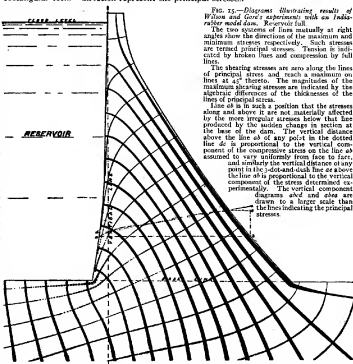 FIG. 15.—Diagrams illustrating results of
Wilson and Gore's experiments with an India-
rubber model dam. Reservoir full.
The two systems of lines mutually at right
angles show the directions of the maximum and
minimum stresses respectively. Such stresses
are termed principal stresses. Tension is indi-
cated by broken lines and compression by full
lines.
The shearing stresses are zero along the lines
of principal stress and reach a maximum on
lines at 45° thereto. The magnitudes of the
maximum shearing stresses are indicated by the
algebraic differences of the thicknesses of the
lines of principal stress.
Line ab is in such a position that the stresses
along and above it are not materially affected
by the more irregular stresses below that line
produced by the sudden change in section at
the base of the dam. The vertical distance
above the line ab of any point in the dotted
line dc is proportional to the vertical com-
ponent of the compressive stress on the line ab
assumed to vary uniformly from face to face,
and similarly the vertical distance of any
point in the 3-dot-and-dash line ae above
the line ab is proportional to the vertical
component of the stress determined ex-
perimentally. The vertical component
diagrams abcd and abea are
drawn to a larger scale than
the lines indicating the principal
stresses.
RESERVOIR